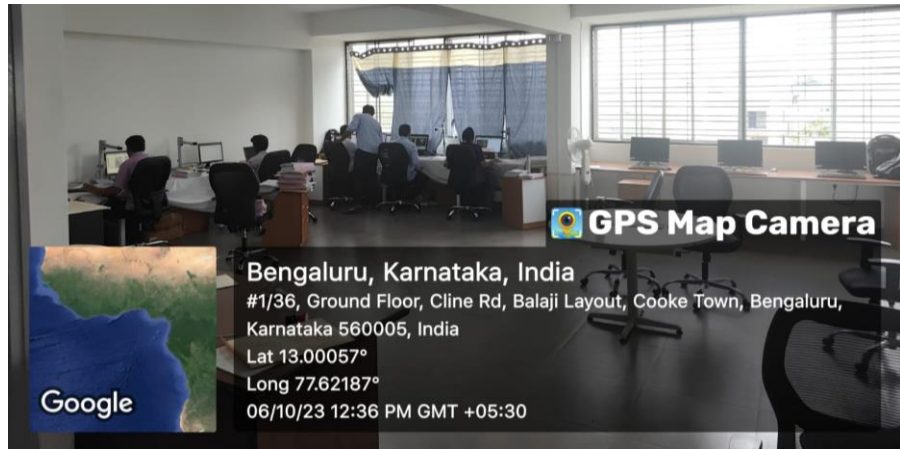 GPS Map Camera
Bengaluru, Karnataka, India
#1/36, Ground Floor, Cline Rd, Balaji Layout, Cooke Town, Bengaluru,
Karnataka 560005, India
Lat 13.00057°
Long 77.62187°
06/10/23 12:36 PM GMT +05:30
Google